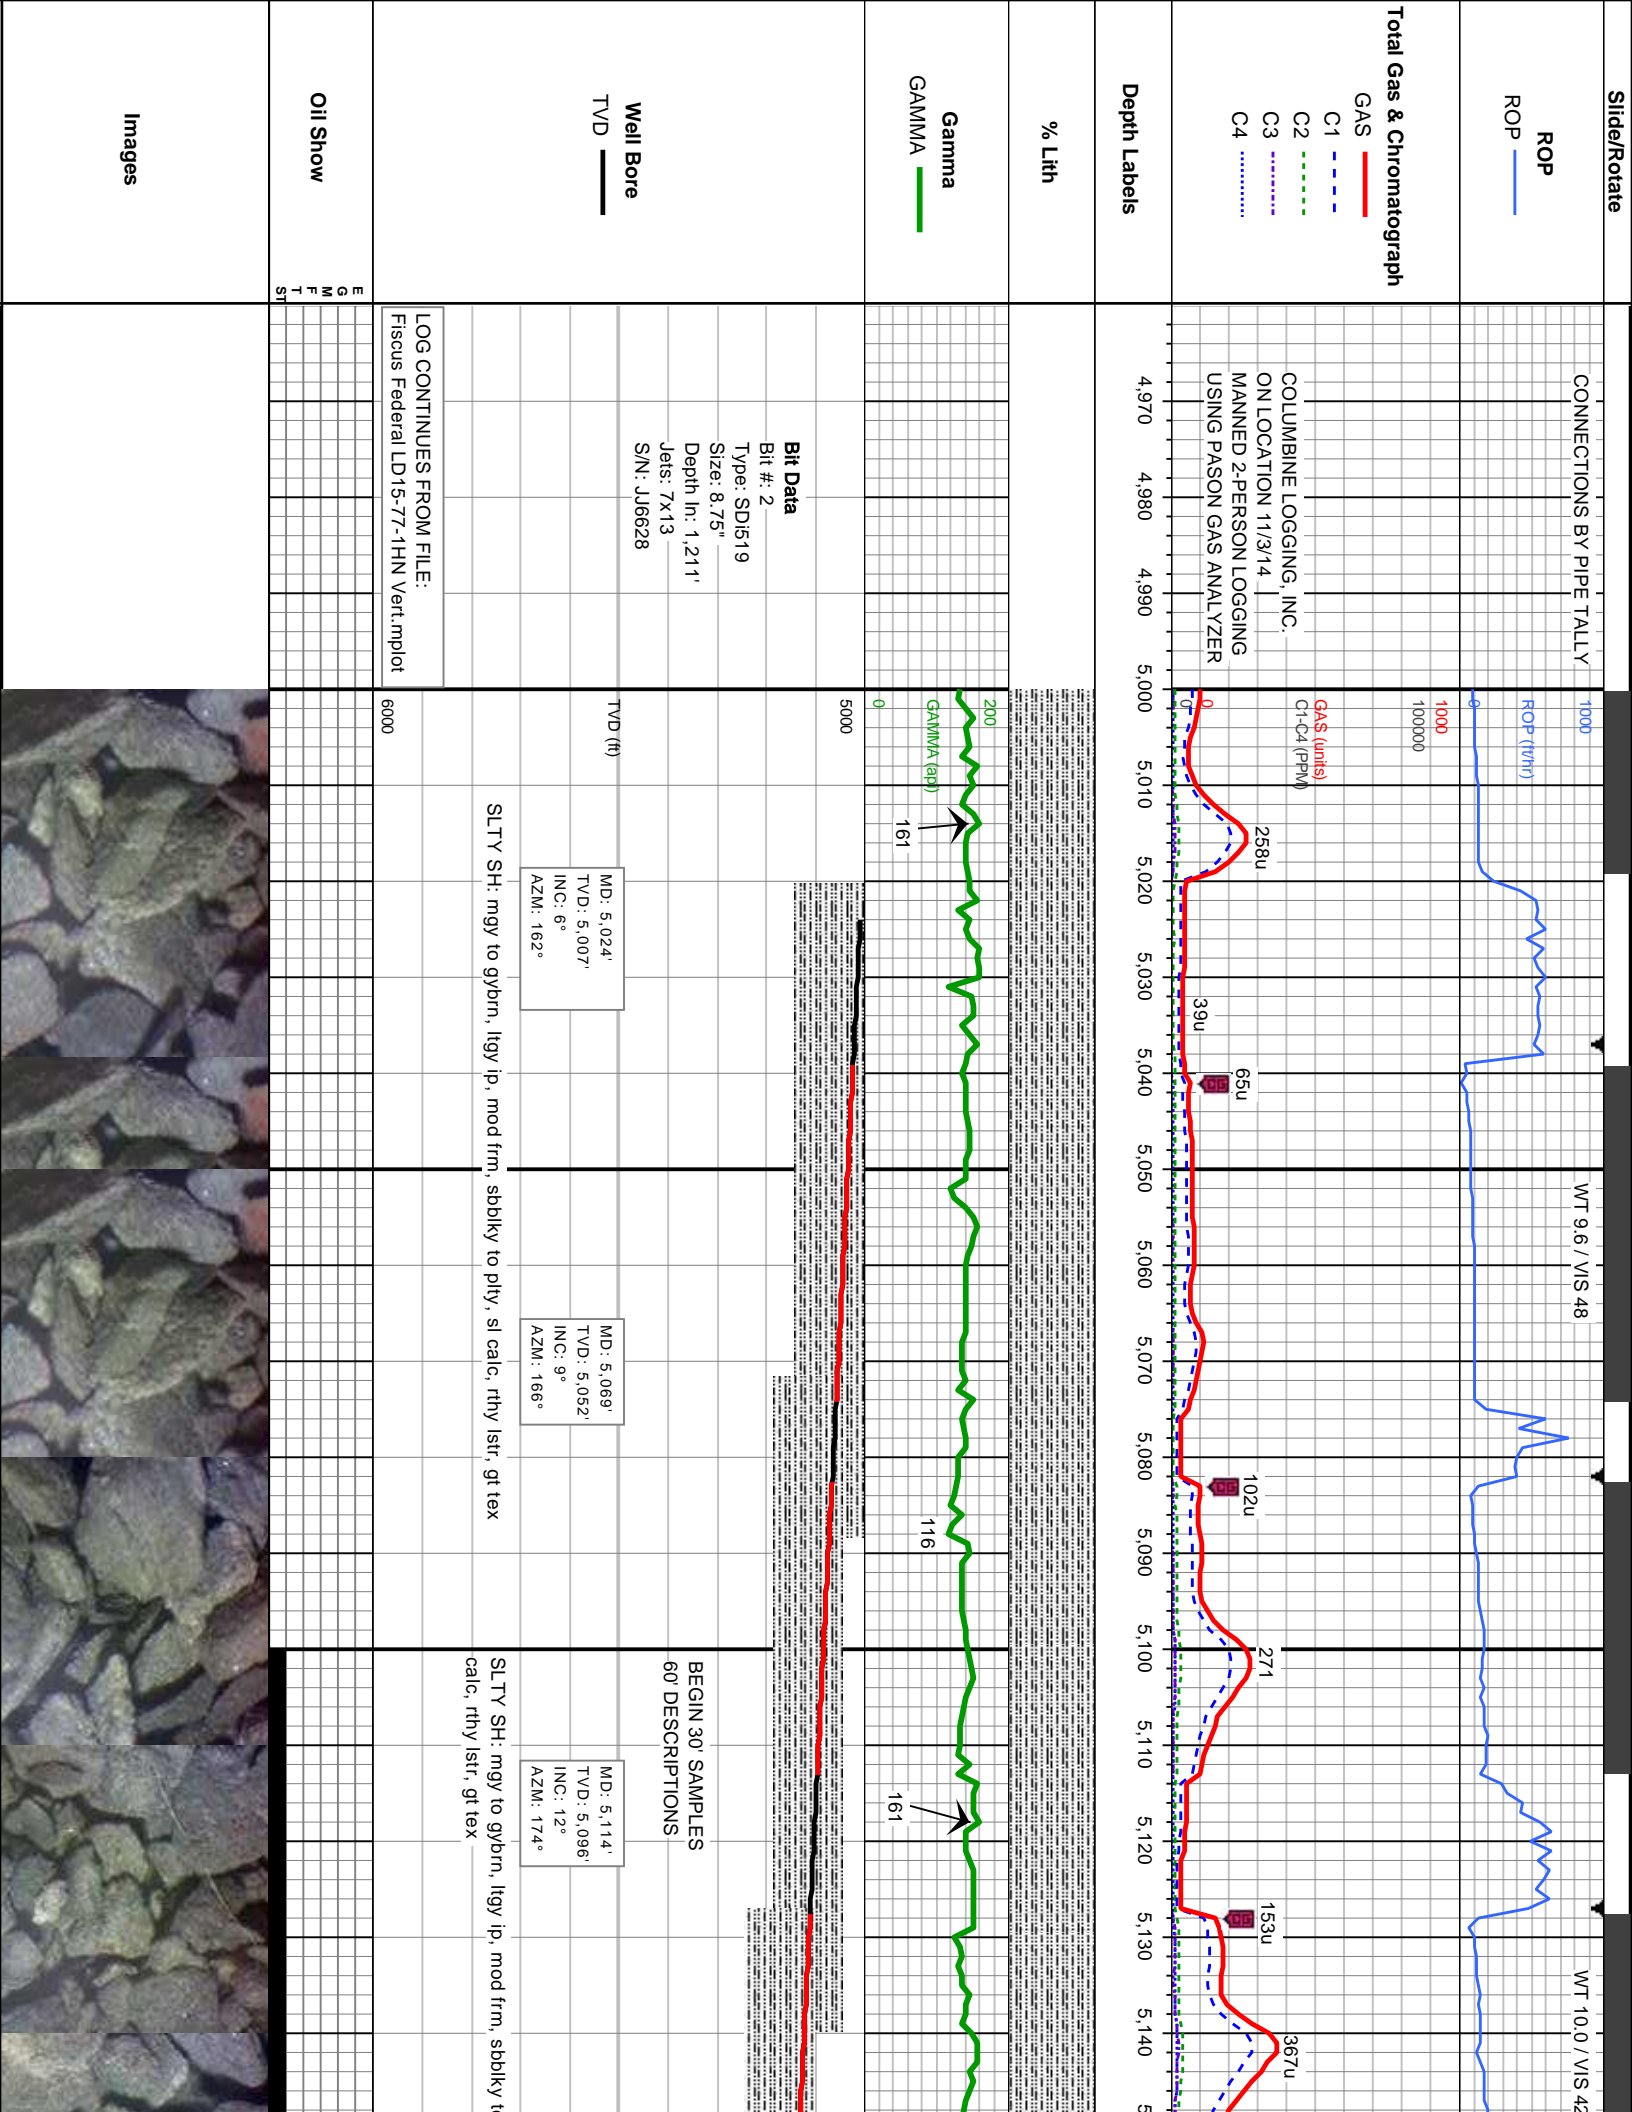 Slide/Rotate
ROP
ROP
Total Gas & Chromatograph
GAS
C1
C2
C3
C4
Depth Labels
% Lith
Gamma
GAMMA
Well Bore
TVD
Oil Show
E
G
M
F
T
ST
Images
CONNECTIONS BY PIPE TALLY
WT 9.6 / VIS 48
WT 10.0 / VIS 42
1000
ROP (ft/hr)
0
COLUMBINE LOGGING, INC.
ON LOCATION 11/3/14
MANNED 2-PERSON LOGGING
USING PASON GAS ANALYZER
1000
100000
GAS (units)
C1-C4 (PPM)
0
0
258u
39u
65u
102u
271
153u
367u
4,970
4,980
4,990
5,000
5,010
5,020
5,030
5,040
5,050
5,060
5,070
5,080
5,090
5,100
5,110
5,120
5,130
5,140
200
GAMMA (api)
0
161
116
161
Bit Data
Bit #: 2
Type: SDi519
Size: 8.75"
Depth In: 1,211'
Jets: 7x13
S/N: JJ6628
LOG CONTINUES FROM FILE:
Fiscus Federal LD15-77-1HN Vert.mplot
5000
TVD (ft)
6000
MD: 5,024'
TVD: 5,007'
INC: 6°
AZM: 162°
SLTY SH: mgy to gybrn, ltgy ip, mod frm, sbblky to plty, sl calc, rthy lstr, gt tex
MD: 5,069'
TVD: 5,052'
INC: 9°
AZM: 166°
BEGIN 30' SAMPLES
60' DESCRIPTIONS
MD: 5,114'
TVD: 5,096'
INC: 12°
AZM: 174°
SLTY SH: mgy to gybrn, ltgy ip, mod frm, sbblky t
calc, rthy lstr, gt tex